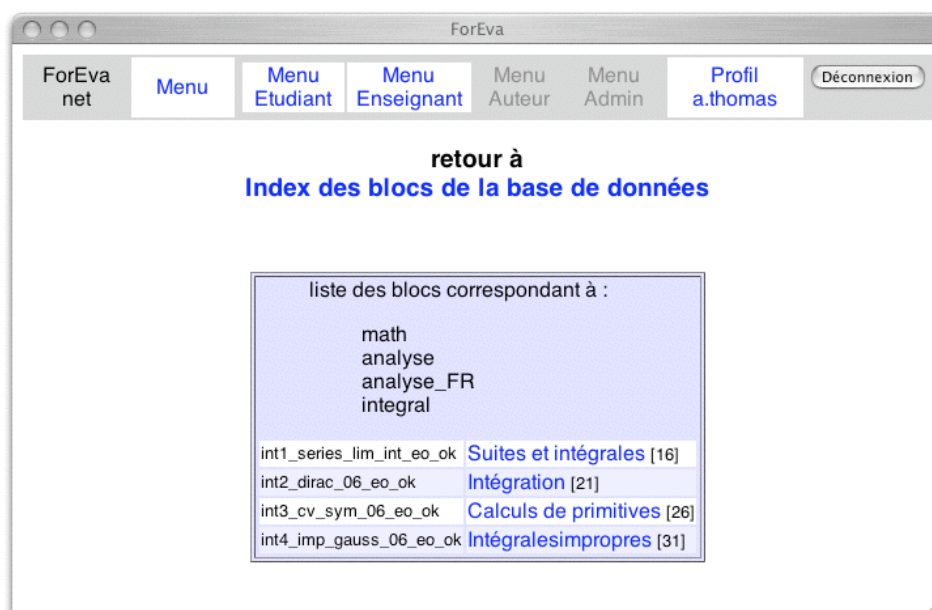 ForEva
ForEva net
Menu
Menu Etudiant
Menu Enseignant
Menu Auteur
Menu Admin
Profil a.thomas
Déconnexion
retour à
Index des blocs de la base de données
liste des blocs correspondant à :
math
analyse
analyse_FR
integral
int1_series_lim_int_eo_ok Suites et intégrales [16]
int2_dirac_06_eo_ok Intégration [21]
int3_cv_sym_06_eo_ok Calculs de primitives [26]
int4_imp_gauss_06_eo_ok Intégralesimpropres [31]